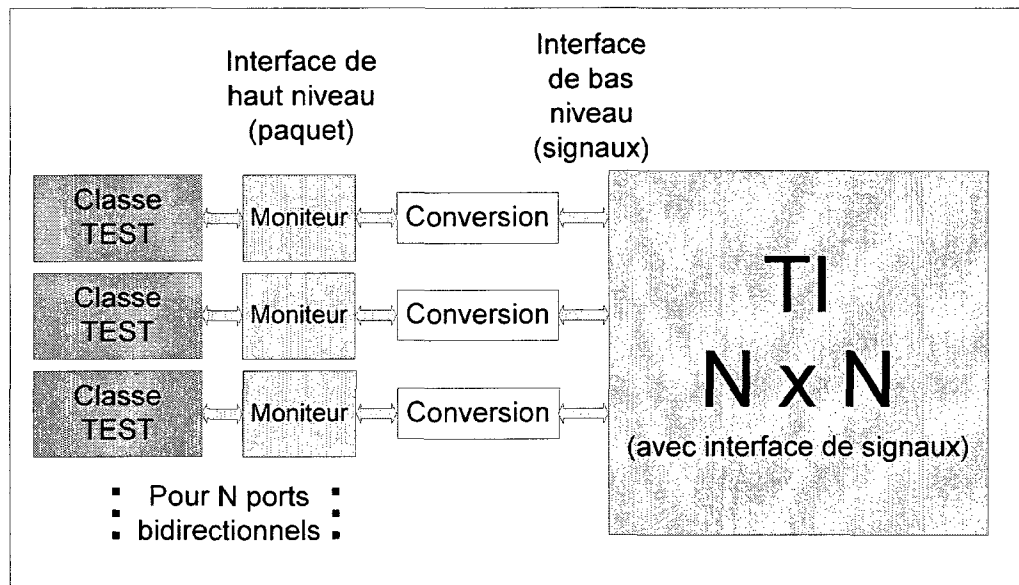 Interface de
haut niveau
(paquet)
Interface
de bas
niveau
(signaux)
Classe
TEST
Moniteur
Conversion
Classe
TEST
Moniteur
Conversion
Classe
TEST
Moniteur
Conversion
TI
N x N
(avec interface de signaux)
Pour N ports
bidirectionnels